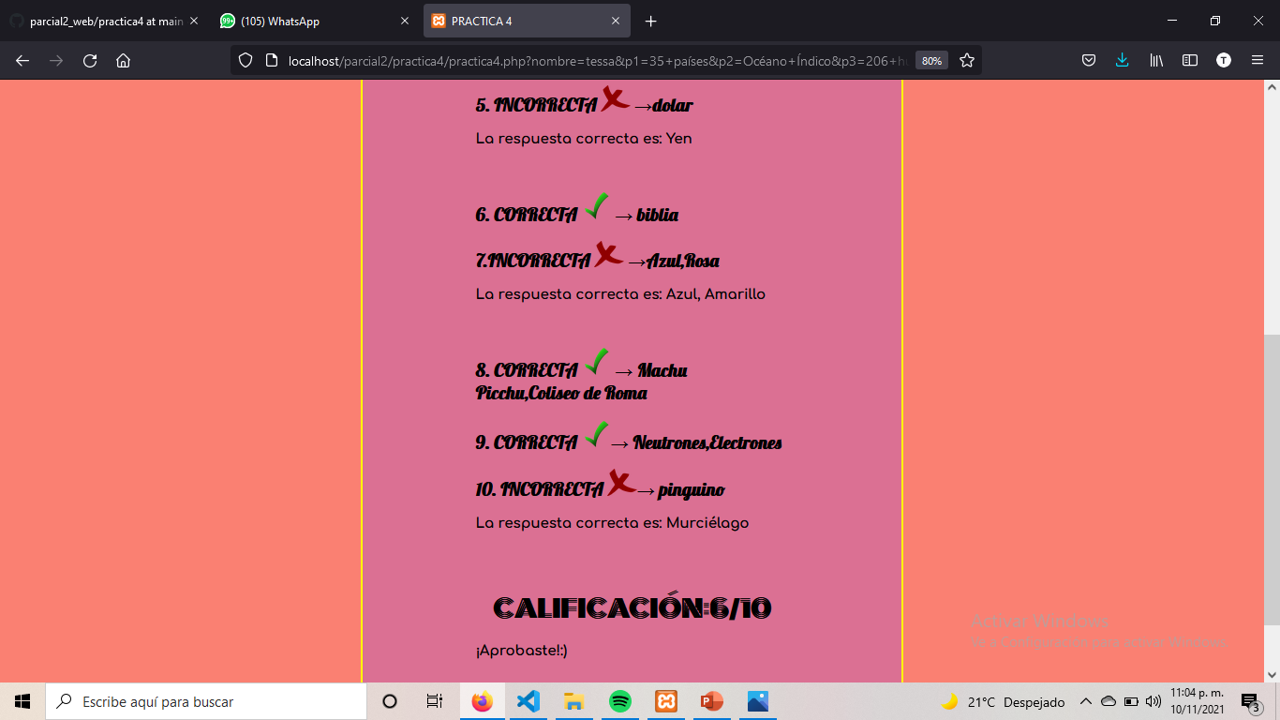 parcial2_web/practica4 at main
(105) WhatsApp
PRACTICA 4
localhost/parcial2/practica4/practica4.php?nombre=tessa&p1=35+países&p2=Océano+Índico&p3=206+h
80%
T
5. INCORRECTA →dolar
La respuesta correcta es: Yen
6. CORRECTA → biblia
7.INCORRECTA →Azul,Rosa
La respuesta correcta es: Azul, Amarillo
8. CORRECTA → Machu
Picchu,Coliseo de Roma
9. CORRECTA → Neutrones,Electrones
10. INCORRECTA → pinguino
La respuesta correcta es: Murciélago
CALIFICACIÓN:6/10
¡Aprobaste!:)
Activar Windows
Ve a Configuración para activar Windows.
Escribe aquí para buscar
21°C Despejado
11:04 p. m.
10/11/2021
3